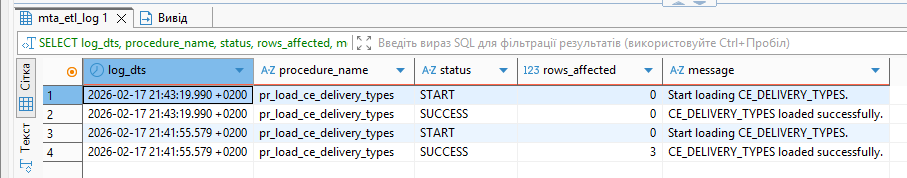 mta_etl_log 1
Вивід
SELECT log_dts, procedure_name, status, rows_affected, m
Введіть вираз SQL для фільтрації результатів (використовуйте Ctrl+Пробіл)
Сітка
Текст
log_dts A-Z procedure_name A-Z status 123 rows_affected A-Z message
1 2026-02-17 21:43:19.990 +0200 pr_load_ce_delivery_types START 0 Start loading CE_DELIVERY_TYPES.
2 2026-02-17 21:43:19.990 +0200 pr_load_ce_delivery_types SUCCESS 0 CE_DELIVERY_TYPES loaded successfully.
3 2026-02-17 21:41:55.579 +0200 pr_load_ce_delivery_types START 0 Start loading CE_DELIVERY_TYPES.
4 2026-02-17 21:41:55.579 +0200 pr_load_ce_delivery_types SUCCESS 3 CE_DELIVERY_TYPES loaded successfully.